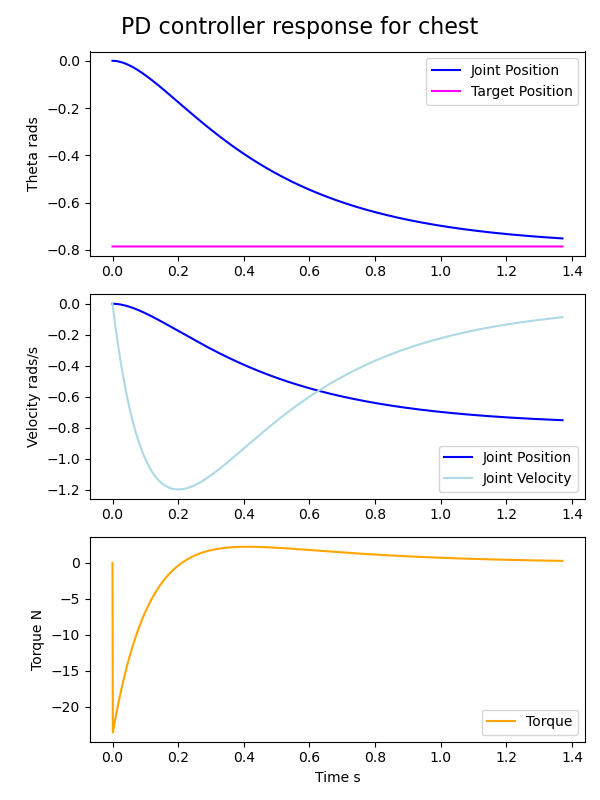 PD controller response for chest
0.0
−0.2
−0.4
−0.6
−0.8
Theta rads
Joint Position
Target Position
0.0 0.2 0.4 0.6 0.8 1.0 1.2 1.4
0.0
−0.2
−0.4
−0.6
−0.8
−1.0
−1.2
Velocity rads/s
Joint Position
Joint Velocity
0.0 0.2 0.4 0.6 0.8 1.0 1.2 1.4
0
−5
−10
−15
−20
Torque N
Torque
0.0 0.2 0.4 0.6 0.8 1.0 1.2 1.4
Time s